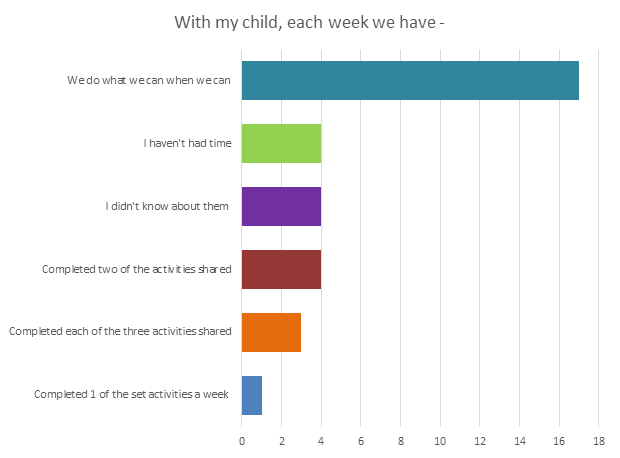 With my child, each week we have -
We do what we can when we can
I haven't had time
I didn't know about them
Completed two of the activities shared
Completed each of the three activities shared
Completed 1 of the set activities a week
0 2 4 6 8 10 12 14 16 18